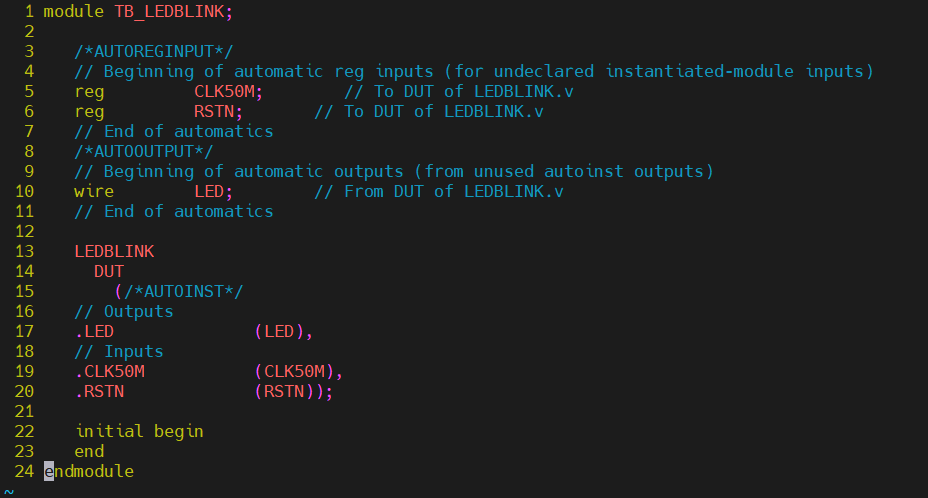 1 module TB_LEDBLINK;
2
3 /*AUTOREGINPUT*/
4 // Beginning of automatic reg inputs (for undeclared instantiated-module inputs)
5 reg CLK50M; // To DUT of LEDBLINK.v
6 reg RSTN; // To DUT of LEDBLINK.v
7 // End of automatics
8 /*AUTOOUTPUT*/
9 // Beginning of automatic outputs (from unused autoinst outputs)
10 wire LED; // From DUT of LEDBLINK.v
11 // End of automatics
12
13 LEDBLINK
14 DUT
15 (/*AUTOINST*/
16 // Outputs
17 .LED (LED),
18 // Inputs
19 .CLK50M (CLK50M),
20 .RSTN (RSTN));
21
22 initial begin
23 end
24 endmodule
~